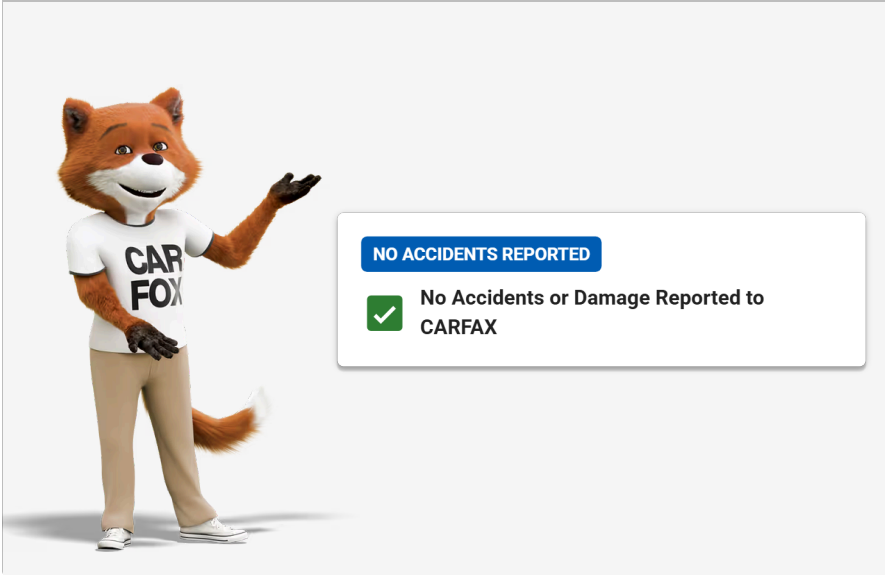 CAR
FOX
NO ACCIDENTS REPORTED
No Accidents or Damage Reported to
CARFAX